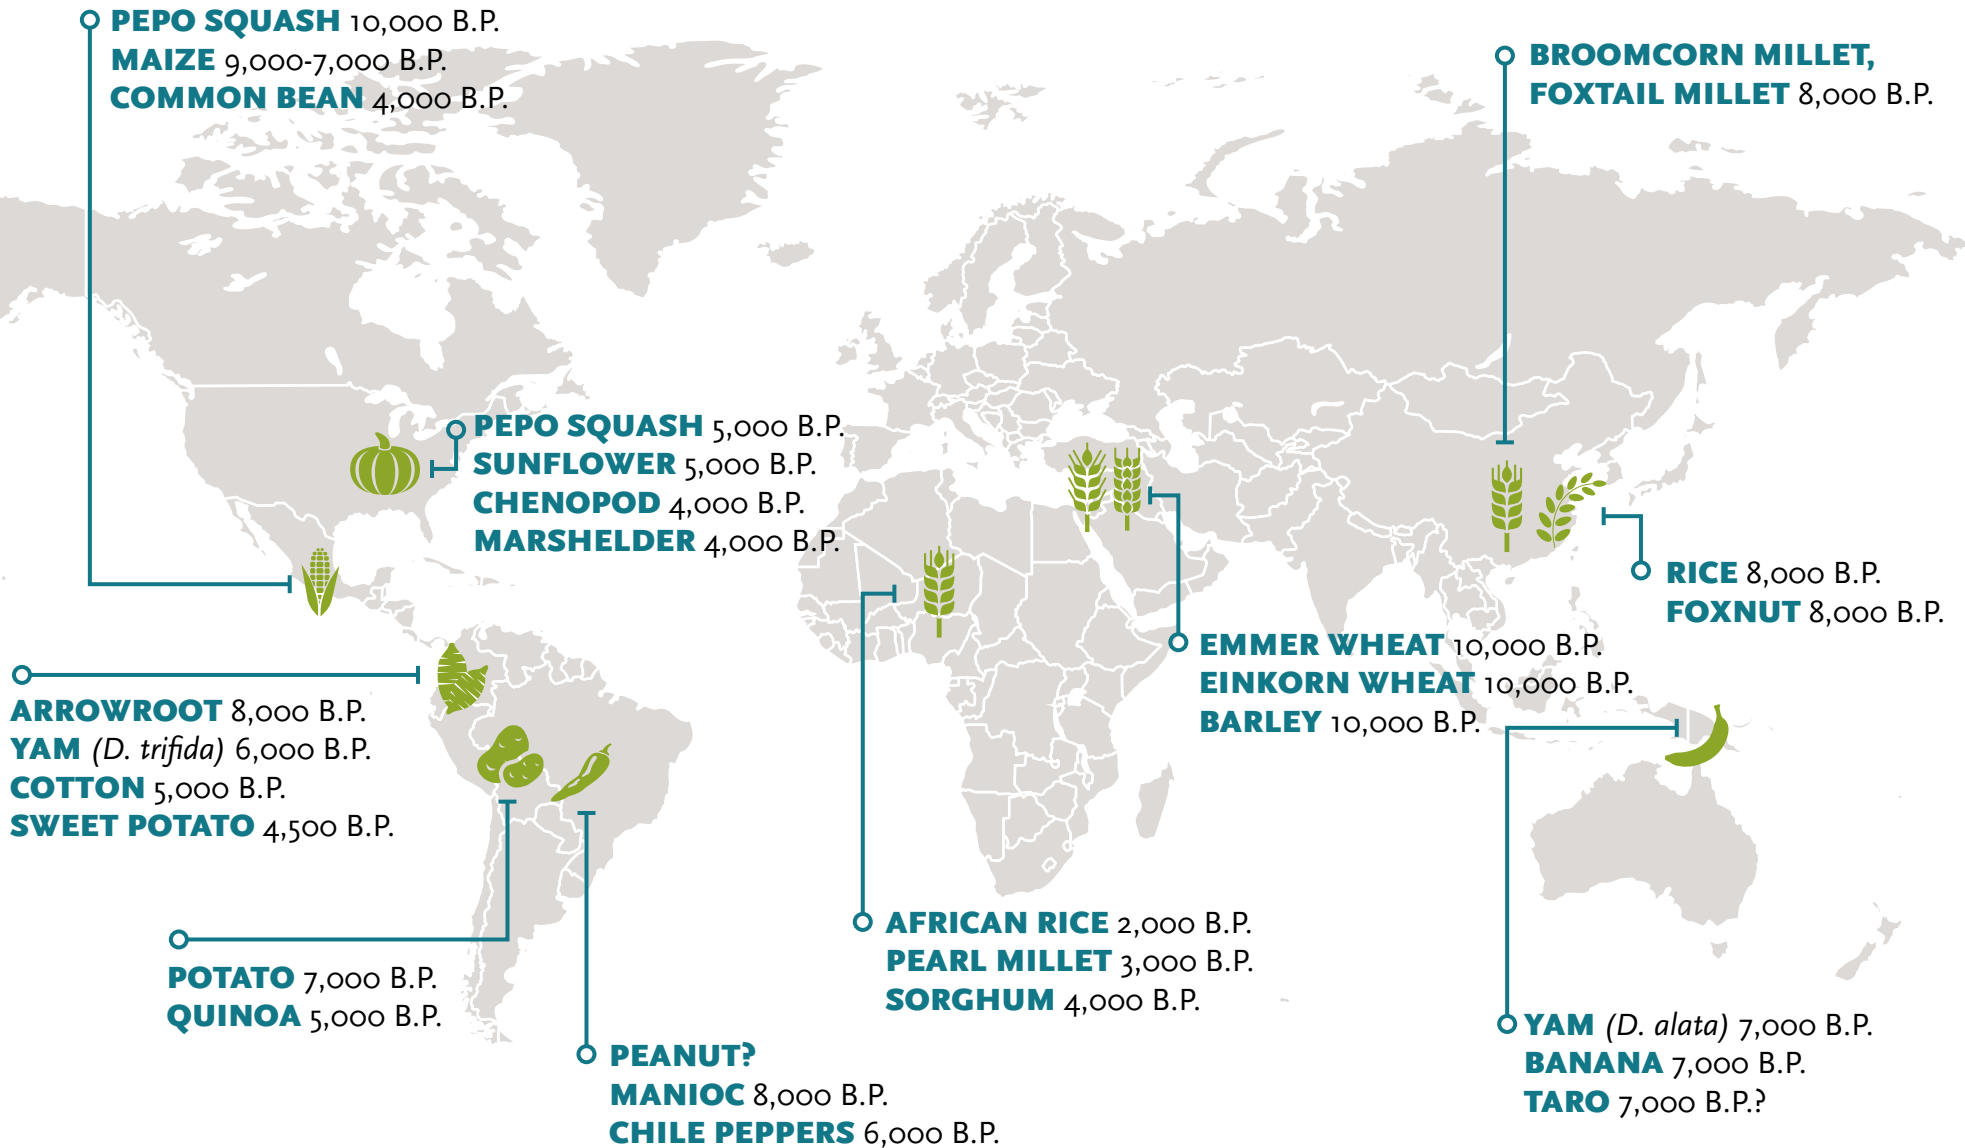 PEPO SQUASH 10,000 B.P.
MAIZE 9,000-7,000 B.P.
COMMON BEAN 4,000 B.P.
BROOMCORN MILLET,
FOXTAIL MILLET 8,000 B.P.
PEPO SQUASH 5,000 B.P.
SUNFLOWER 5,000 B.P.
CHENOPOD 4,000 B.P.
MARSHELDER 4,000 B.P.
RICE 8,000 B.P.
FOXNUT 8,000 B.P.
EMMER WHEAT 10,000 B.P.
EINKORN WHEAT 10,000 B.P.
BARLEY 10,000 B.P.
ARROWROOT 8,000 B.P.
YAM (D. trifida) 6,000 B.P.
COTTON 5,000 B.P.
SWEET POTATO 4,500 B.P.
AFRICAN RICE 2,000 B.P.
PEARL MILLET 3,000 B.P.
SORGHUM 4,000 B.P.
POTATO 7,000 B.P.
QUINOA 5,000 B.P.
PEANUT?
MANIOC 8,000 B.P.
CHILE PEPPERS 6,000 B.P.
YAM (D. alata) 7,000 B.P.
BANANA 7,000 B.P.
TARO 7,000 B.P.?